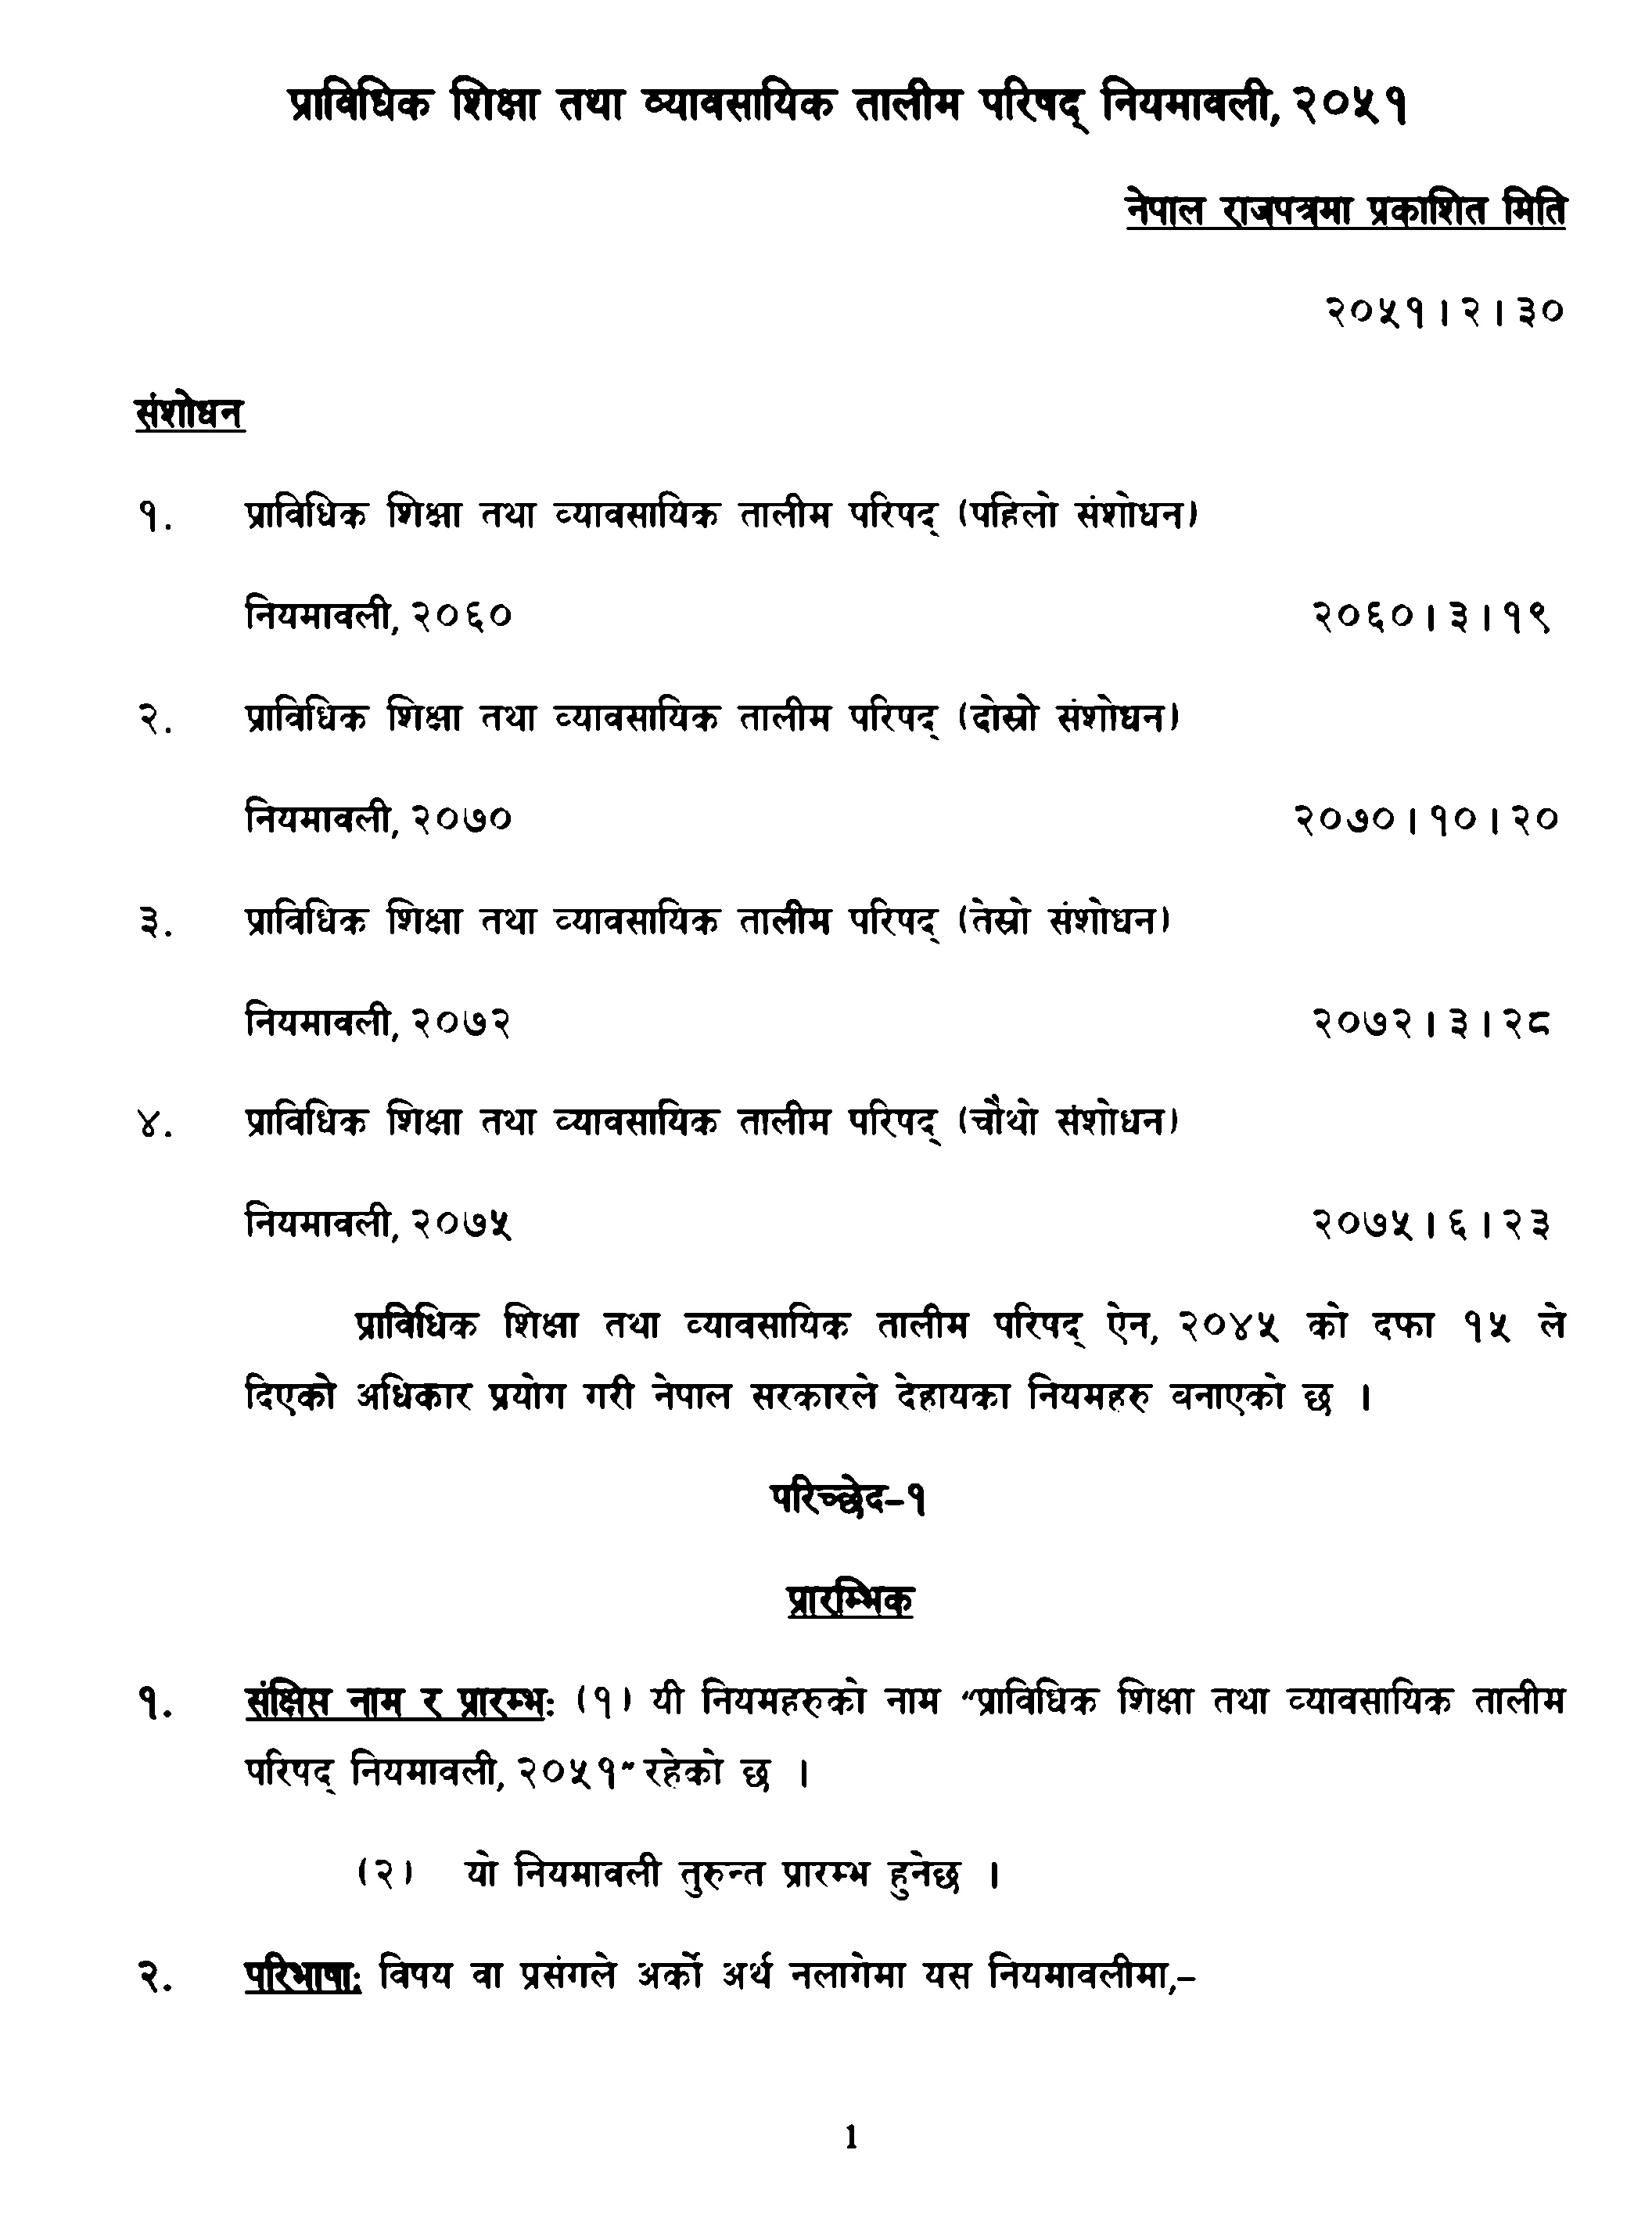 प्राविधिक शिक्षा तथा व्यावसायिक तालीम परिषद् नियमावली, २०५१
नेपाल राजपत्रमा प्रकाशित मिति
२०५१।२।३०
संशोधन
१. प्राविधिक शिक्षा तथा व्यावसायिक तालीम परिषद् (पहिलो संशोधन)
नियमावली, २०६० २०६०।३।१९
२. प्राविधिक शिक्षा तथा व्यावसायिक तालीम परिषद् (दोस्रो संशोधन)
नियमावली, २०७० २०७०।१०।२०
३. प्राविधिक शिक्षा तथा व्यावसायिक तालीम परिषद् (तेस्रो संशोधन)
नियमावली, २०७२ २०७२।३।२८
४. प्राविधिक शिक्षा तथा व्यावसायिक तालीम परिषद् (चौथो संशोधन)
नियमावली, २०७५ २०७५।६।२३
प्राविधिक शिक्षा तथा व्यावसायिक तालीम परिषद् ऐन, २०४५ को दफा १५ ले
दिएको अधिकार प्रयोग गरी नेपाल सरकारले देहायका नियमहरु बनाएको छ ।
परिच्छेद–१
प्रारम्भिक
१. संक्षिप्त नाम र प्रारम्भ: (१) यी नियमहरुको नाम “प्राविधिक शिक्षा तथा व्यावसायिक तालीम
परिषद् नियमावली, २०५१” रहेको छ ।
(२) यो नियमावली तुरुन्त प्रारम्भ हुनेछ ।
२. परिभाषा: विषय वा प्रसंगले अर्को अर्थ नलागेमा यस नियमावलीमा,–
1